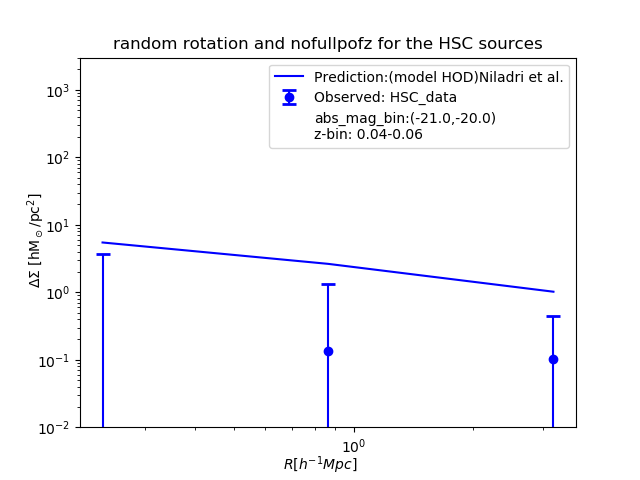 random rotation and nofullpofz for the HSC sources
Prediction:(model HOD)Niladri et al.
Observed: HSC_data
abs_mag_bin:(-21.0,-20.0)
z-bin: 0.04-0.06
10³
10²
10¹
10⁰
10⁻¹
10⁻²
ΔΣ [hM⊙/pc²]
10⁰
R[h⁻¹Mpc]